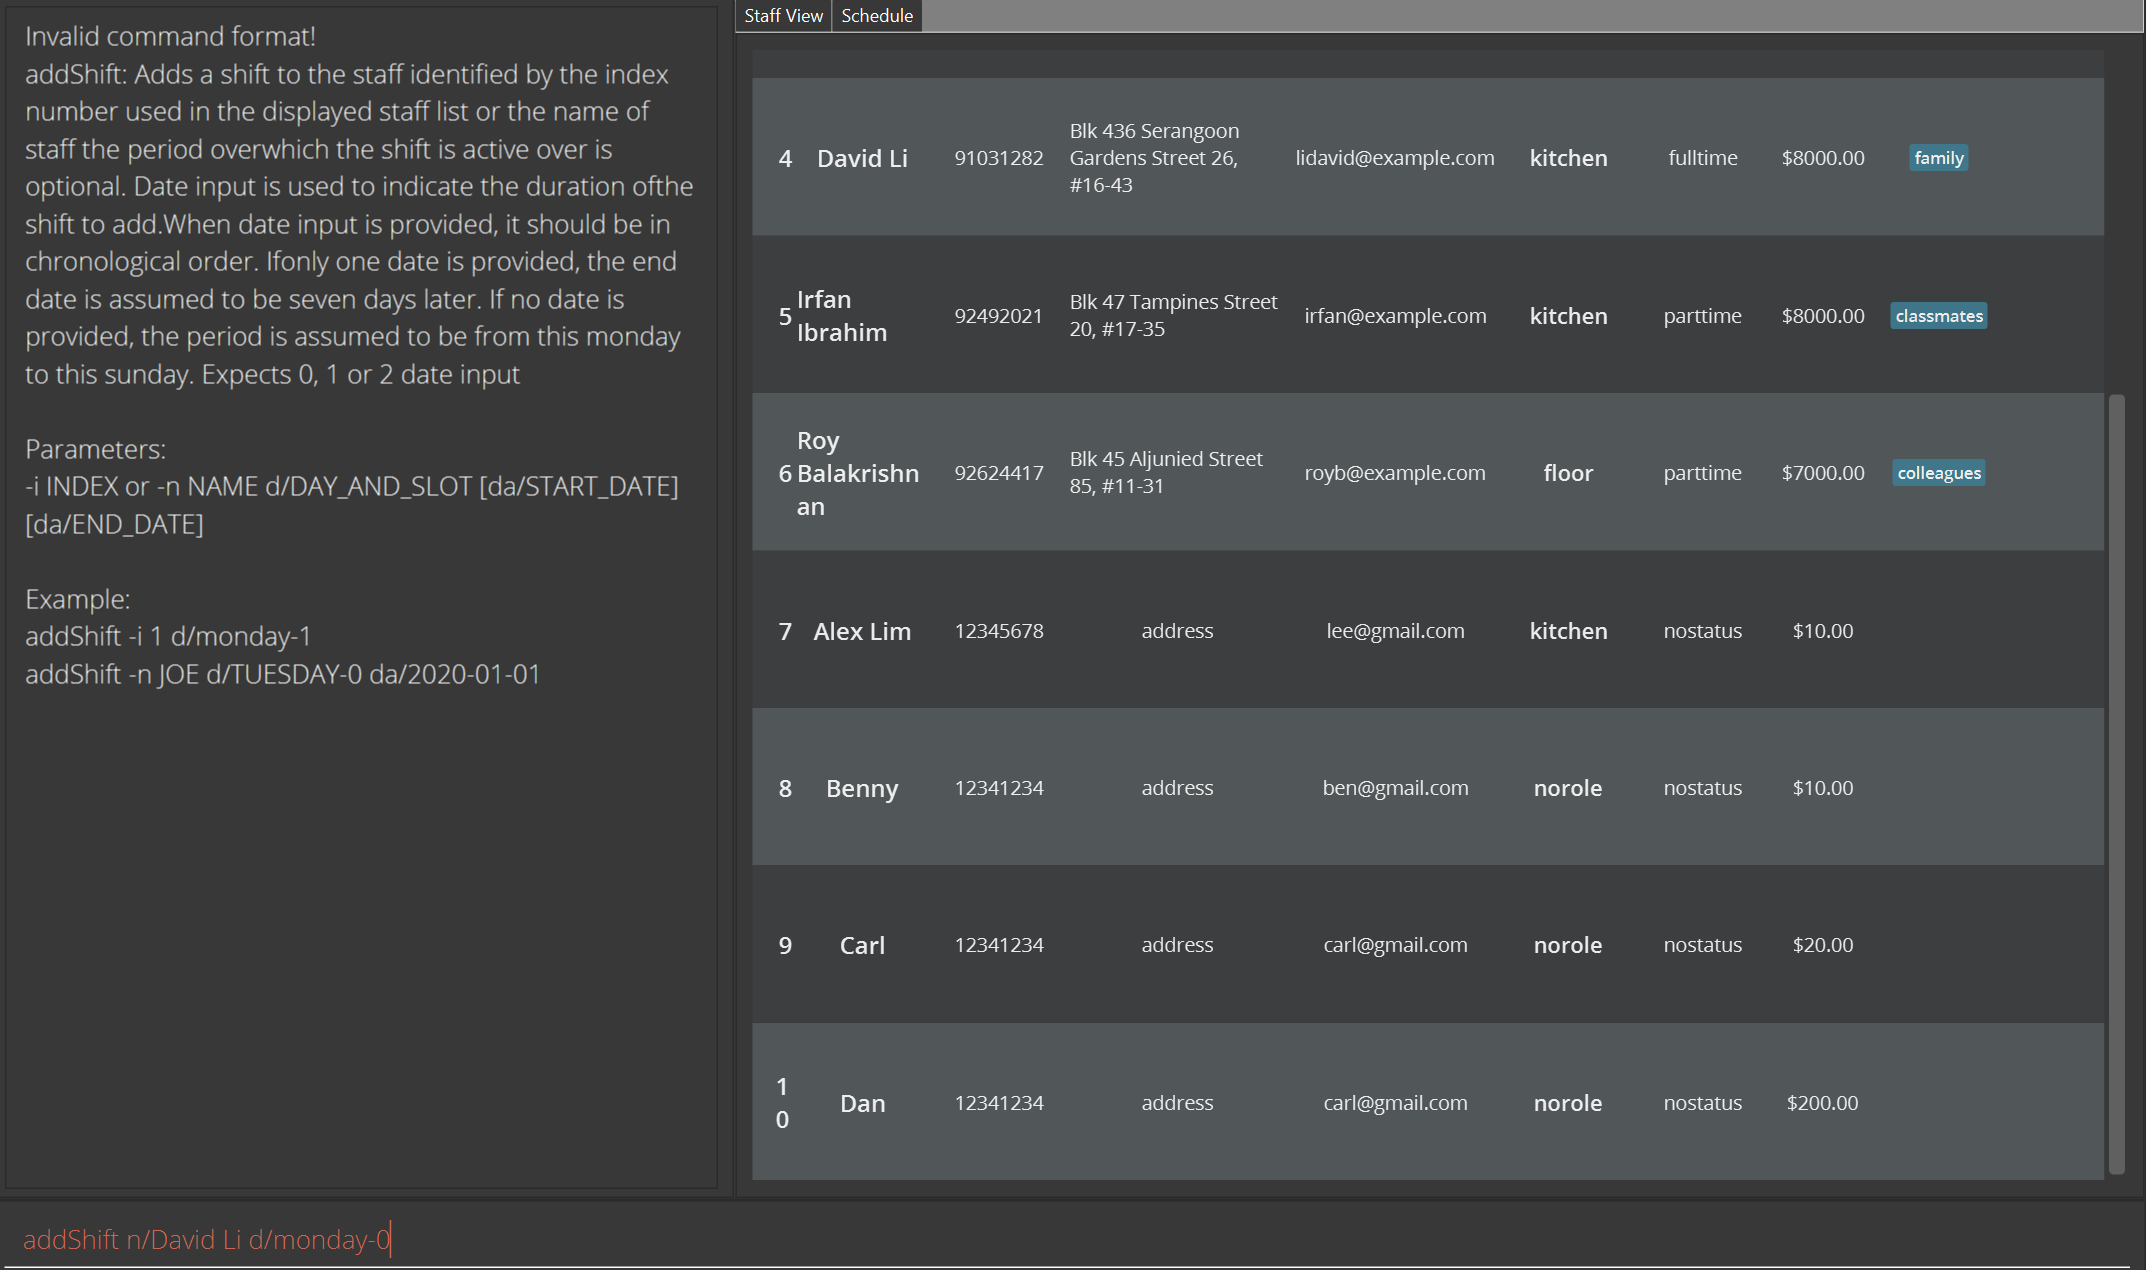 Invalid command format!
addShift: Adds a shift to the staff identified by the index
number used in the displayed staff list or the name of
staff the period overwhich the shift is active over is
optional. Date input is used to indicate the duration ofthe
shift to add.When date input is provided, it should be in
chronological order. Ifonly one date is provided, the end
date is assumed to be seven days later. If no date is
provided, the period is assumed to be from this monday
to this sunday. Expects 0, 1 or 2 date input
Parameters:
-i INDEX or -n NAME d/DAY_AND_SLOT [da/START_DATE]
[da/END_DATE]
Example:
addShift -i 1 d/monday-1
addShift -n JOE d/TUESDAY-0 da/2020-01-01
Staff View Schedule
4 David Li 91031282 Blk 436 Serangoon
Gardens Street 26,
#16-43 lidavid@example.com kitchen fulltime $8000.00 family
5 Irfan
Ibrahim 92492021 Blk 47 Tampines Street
20, #17-35 irfan@example.com kitchen parttime $8000.00 classmates
6 Roy
Balakrishn
an 92624417 Blk 45 Aljunied Street
85, #11-31 royb@example.com floor parttime $7000.00 colleagues
7 Alex Lim 12345678 address lee@gmail.com kitchen nostatus $10.00
8 Benny 12341234 address ben@gmail.com norole nostatus $10.00
9 Carl 12341234 address carl@gmail.com norole nostatus $20.00
1
0 Dan 12341234 address carl@gmail.com norole nostatus $200.00
addShift n/David Li d/monday-0